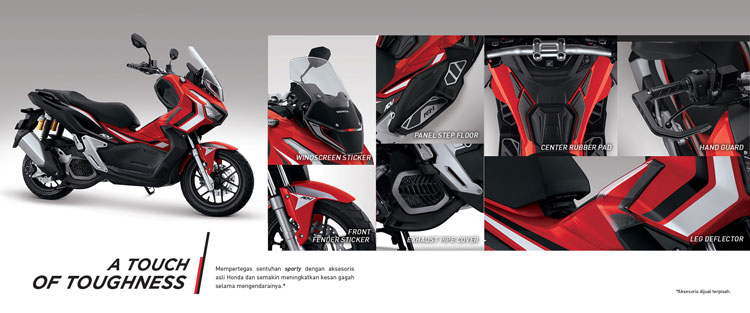 WINDSCREEN STICKER
PANEL STEP FLOOR
CENTER RUBBER PAD
HAND GUARD
FRONT
FENDER STICKER
EXHAUST PIPE COVER
LEG DEFLECTOR
A TOUCH
OF TOUGHNESS
Mempertegas sentuhan sporty dengan aksesoris
asli Honda dan semakin meningkatkan kesan gagah
selama mengendarainya.*
*Aksesoris dijual terpisah.